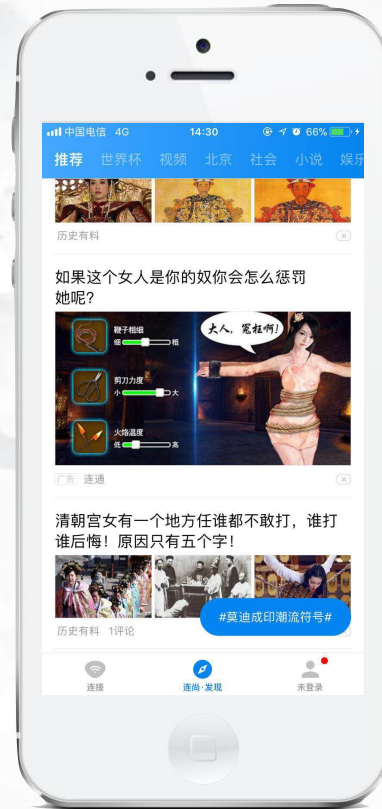 中国电信 4G 14:30 66%
推荐 世界杯 视频 北京 社会 小说 娱乐
历史有料
如果这个女人是你的奴你会怎么惩罚
她呢?
鞭子粗细
细 粗
大人，冤枉啊！
剪刀力度
小 大
火烙温度
低 高
广告 连通
清朝宫女有一个地方任谁都不敢打，谁打
谁后悔！原因只有五个字！
#莫迪成印潮流符号#
历史有料 1评论
连接 连尚·发现 未登录